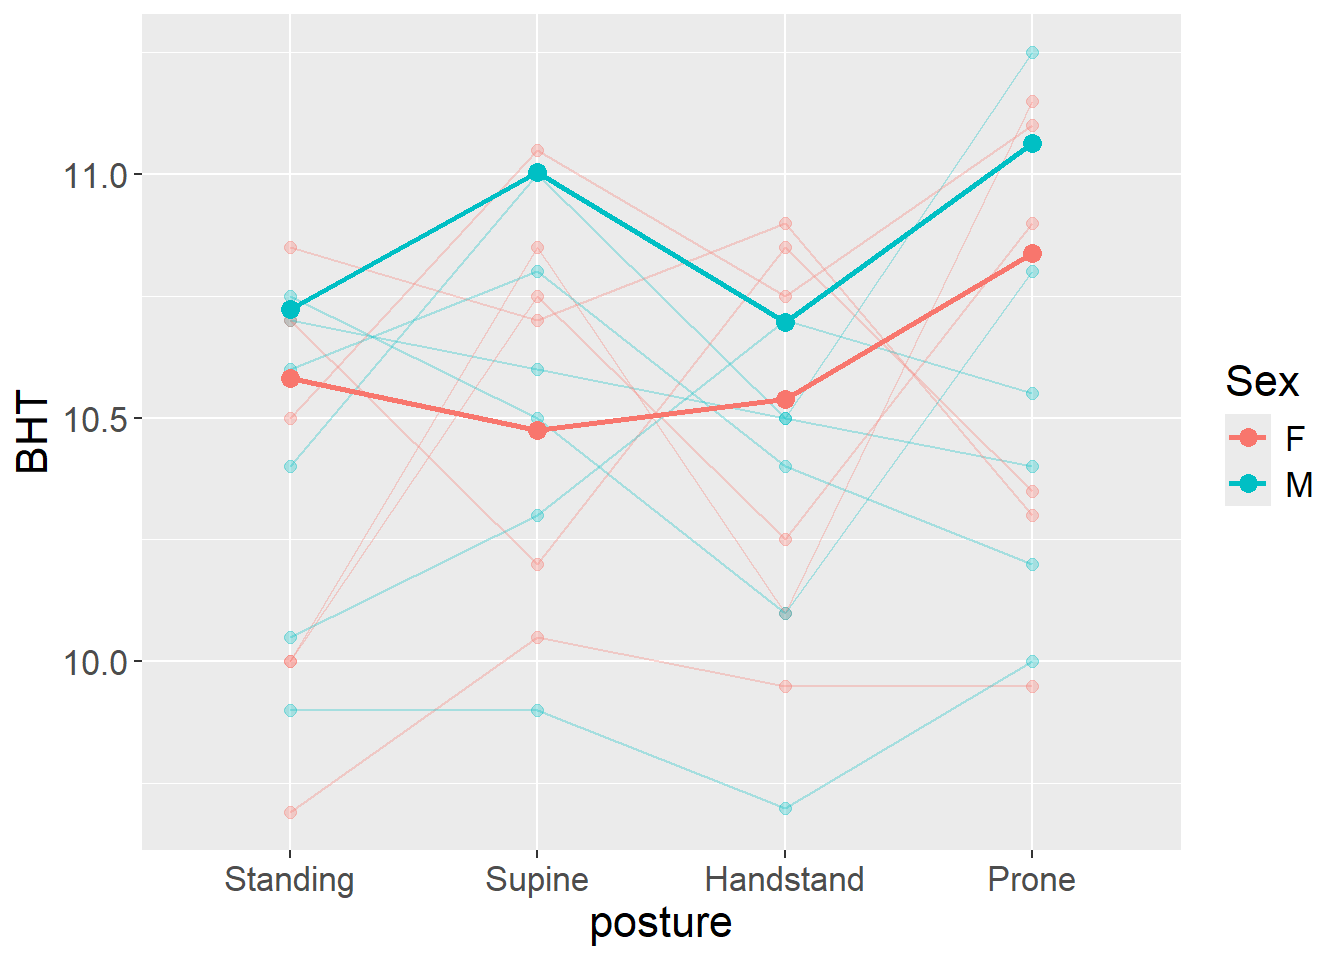 BHT
11.0
10.5
10.0
Standing
Supine
Handstand
Prone
posture
Sex
F
M